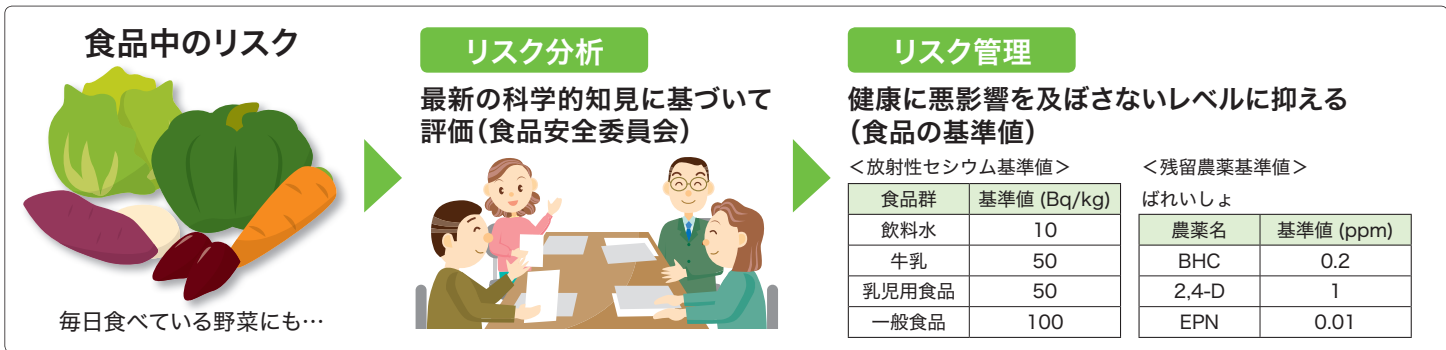 食品中のリスク
毎日食べている野菜にも…
リスク分析
最新の科学的知見に基づいて
評価(食品安全委員会)
リスク管理
健康に悪影響を及ぼさないレベルに抑える
(食品の基準値)
<放射性セシウム基準値>
食品群 基準値 (Bq/kg)
飲料水 10
牛乳 50
乳児用食品 50
一般食品 100
<残留農薬基準値>
ばれいしょ
農薬名 基準値 (ppm)
BHC 0.2
2,4-D 1
EPN 0.01